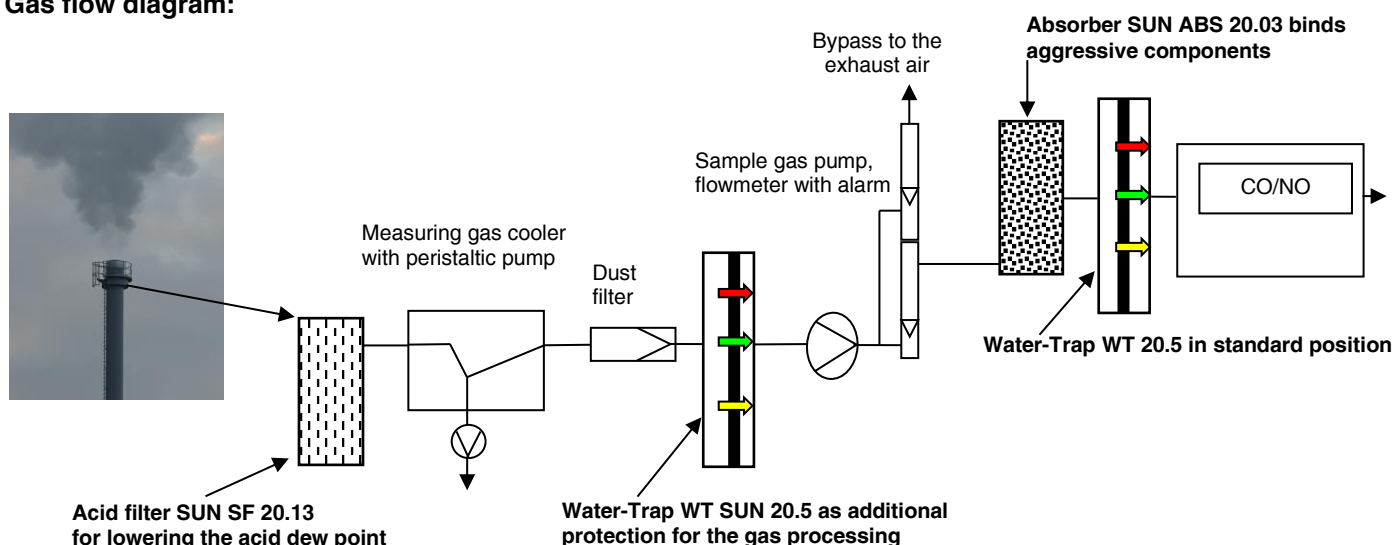 Gas flow diagram:
Absorber SUN ABS 20.03 binds
aggressive components
Bypass to the
exhaust air
Sample gas pump,
flowmeter with alarm
CO/NO
Measuring gas cooler
with peristaltic pump
Dust
filter
Water-Trap WT 20.5 in standard position
Acid filter SUN SF 20.13
for lowering the acid dew point
Water-Trap WT SUN 20.5 as additional
protection for the gas processing